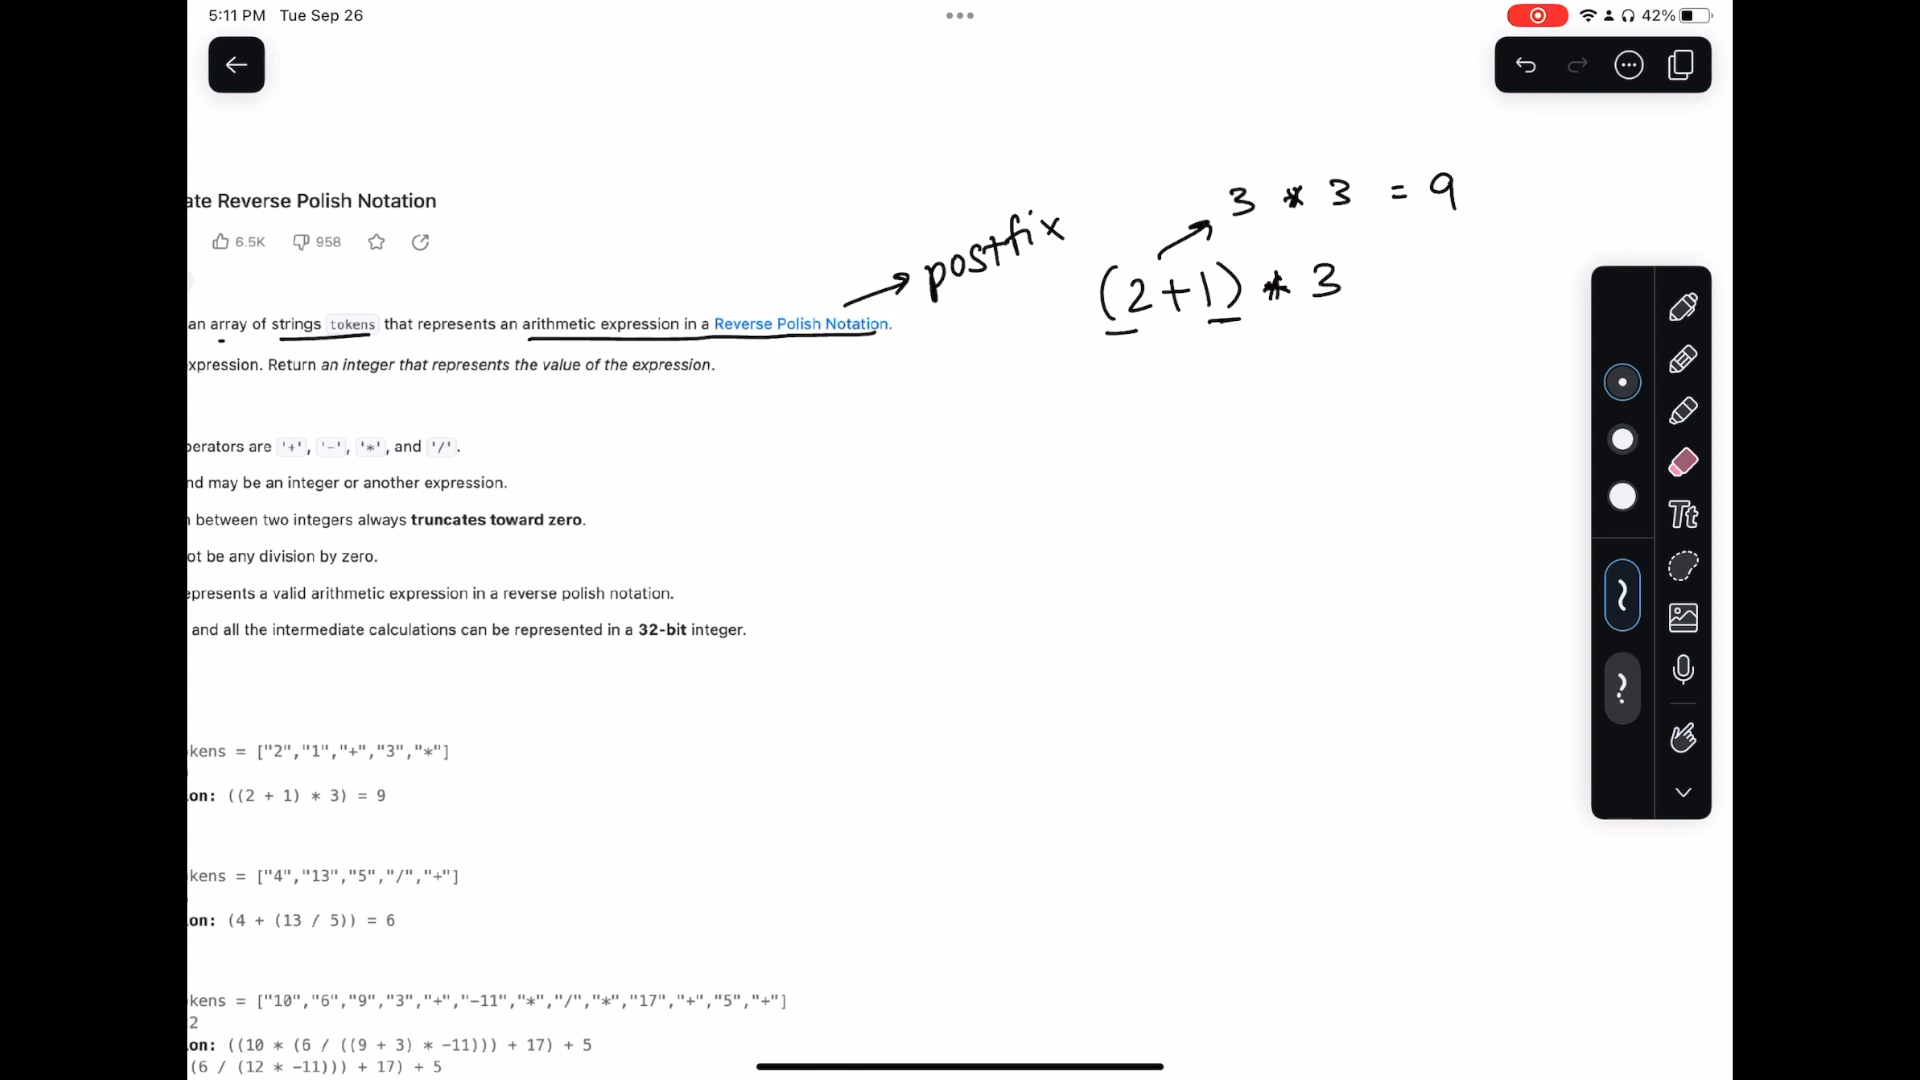 5:11 PM Tue Sep 26
42%
ate Reverse Polish Notation
6.5K 958
3 * 3 = 9
postfix
(2+1) * 3
an array of strings tokens that represents an arithmetic expression in a Reverse Polish Notation.
xpression. Return an integer that represents the value of the expression.
perators are '+', '-', '*', and '/'.
nd may be an integer or another expression.
n between two integers always truncates toward zero.
ot be any division by zero.
epresents a valid arithmetic expression in a reverse polish notation.
and all the intermediate calculations can be represented in a 32-bit integer.
Tt
kens = ["2","1","+","3","*"]
on: ((2 + 1) * 3) = 9
kens = ["4","13","5","/","+"]
on: (4 + (13 / 5)) = 6
kens = ["10","6","9","3","+","-11","*","/","*","17","+","5","+"]
2
on: ((10 * (6 / ((9 + 3) * -11))) + 17) + 5
(6 / (12 * -11))) + 17) + 5